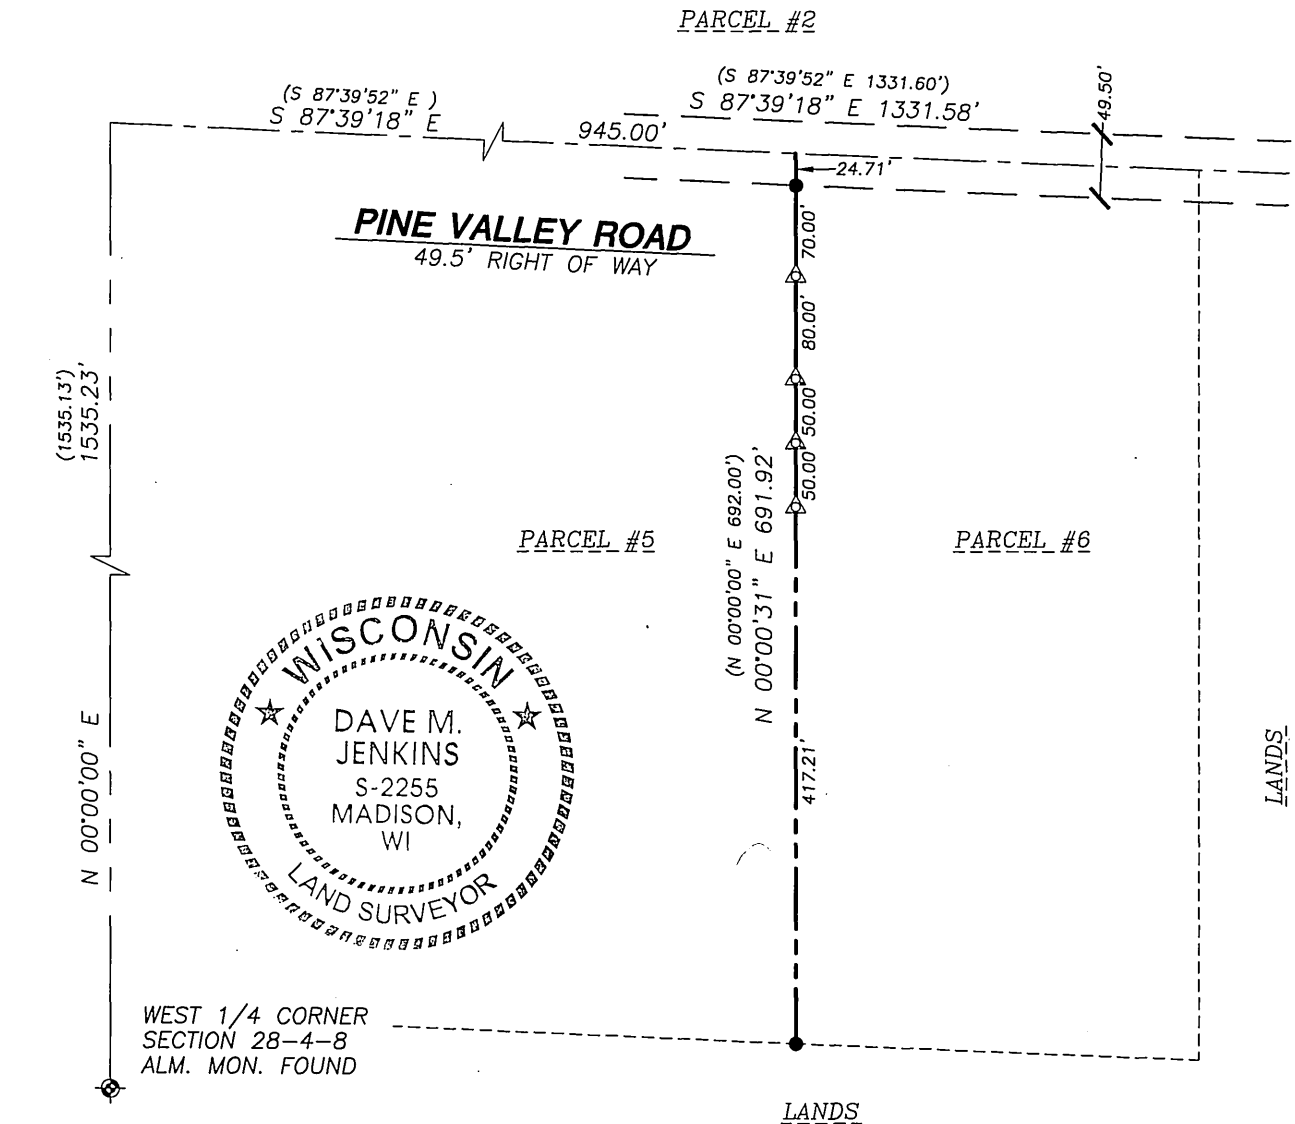 PARCEL #2
(S 87°39'52" E 1331.60')
S 87°39'18" E 1331.58'
(S 87°39'52" E )
S 87°39'18" E
945.00'
49.50'
24.71'
PINE VALLEY ROAD
49.5' RIGHT OF WAY
70.00'
80.00'
50.00'
50.00'
(1535.13')
1535.23'
N 00°00'00" E
(N 00°00'00" E 692.00')
N 00°00'31" E 691.92'
417.21'
PARCEL #5
PARCEL #6
WISCONSIN
DAVE M.
JENKINS
S-2255
MADISON,
WI
LAND SURVEYOR
LANDS
WEST 1/4 CORNER
SECTION 28-4-8
ALM. MON. FOUND
LANDS